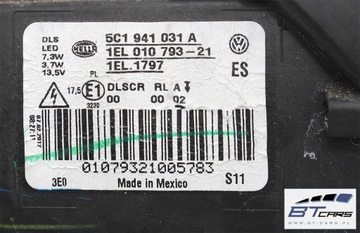 DLS
LED
7,3W
3,7W
13,5V
HELLA
5C1 941 031 A
1EL 010 793-21
1EL.1797
PL
ES
17,5
E1
3230
DLSCR RL A
00 00 02
01079321005783
3E0
Made in Mexico
S11
BTCARS
BT-CARS.PL